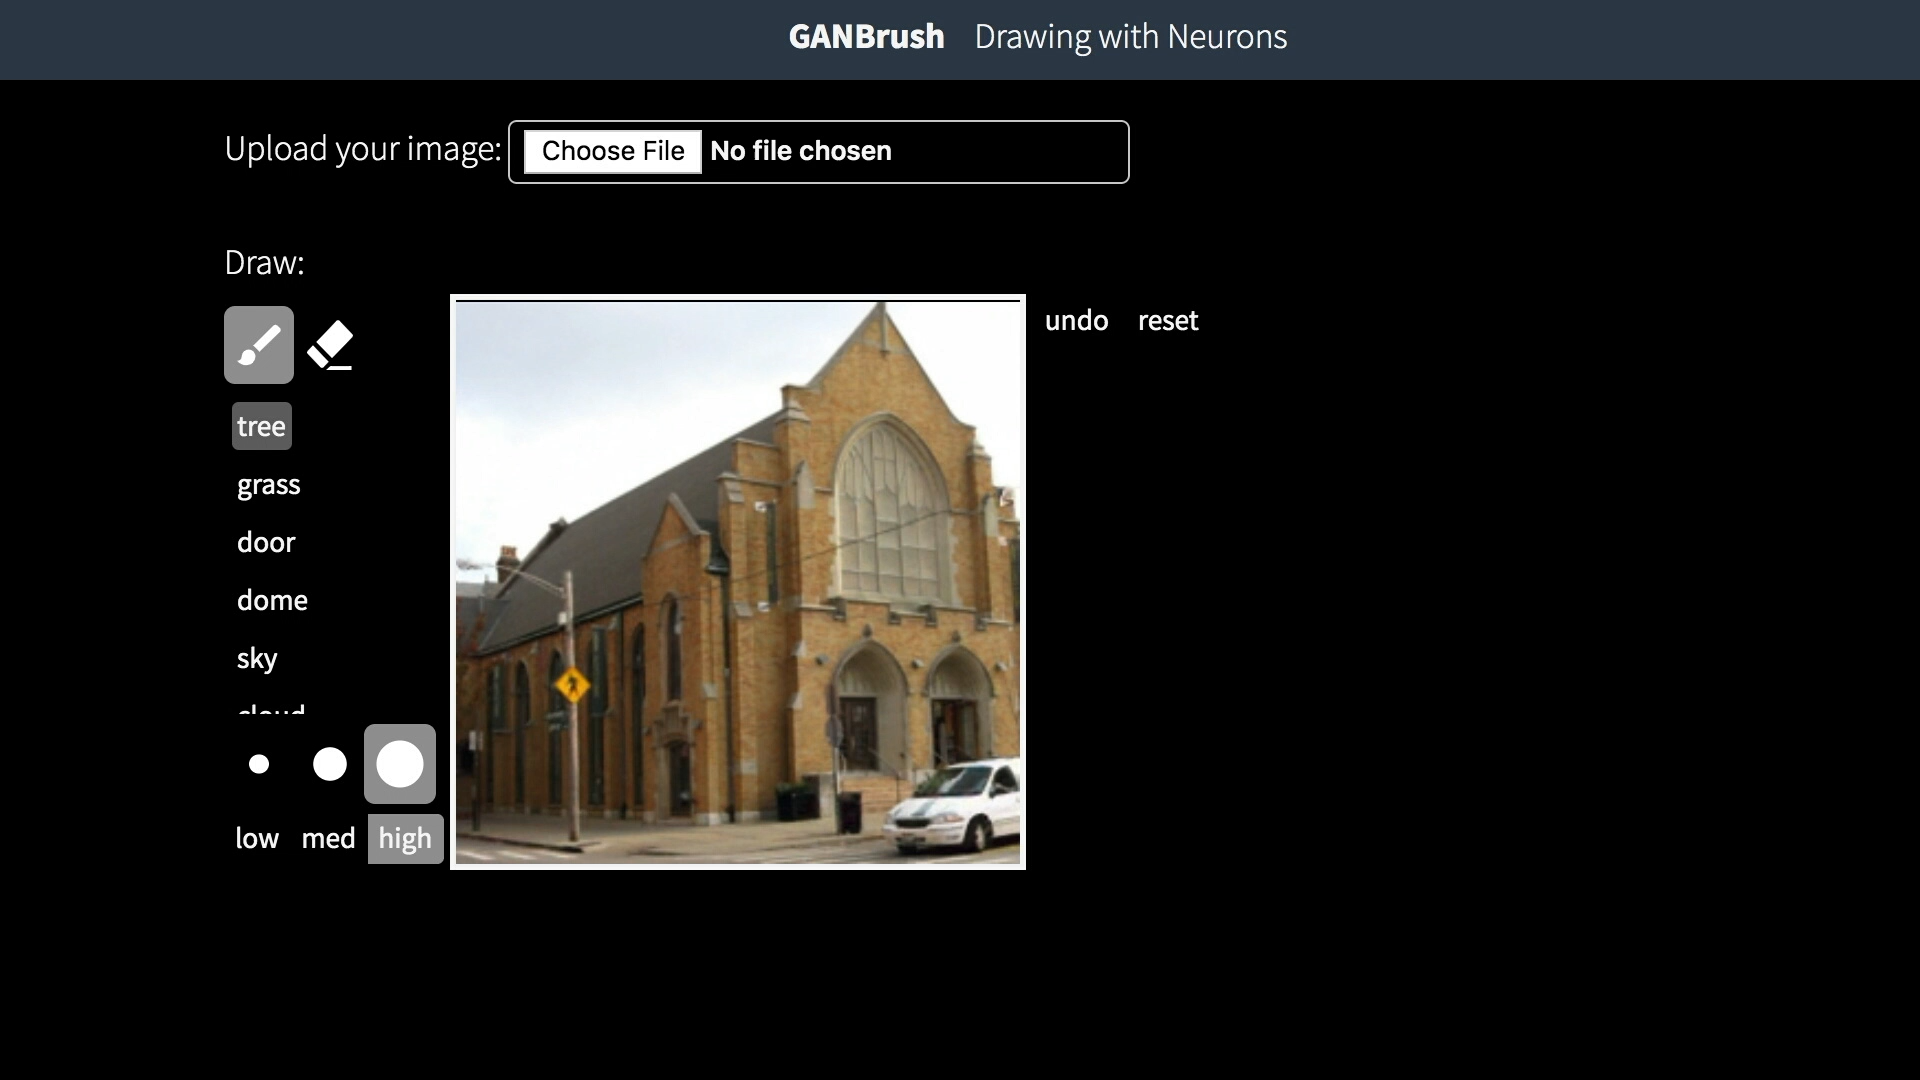 GANBrush Drawing with Neurons
Upload your image: Choose File No file chosen
Draw:
undo reset
tree
grass
door
dome
sky
cloud
low med high